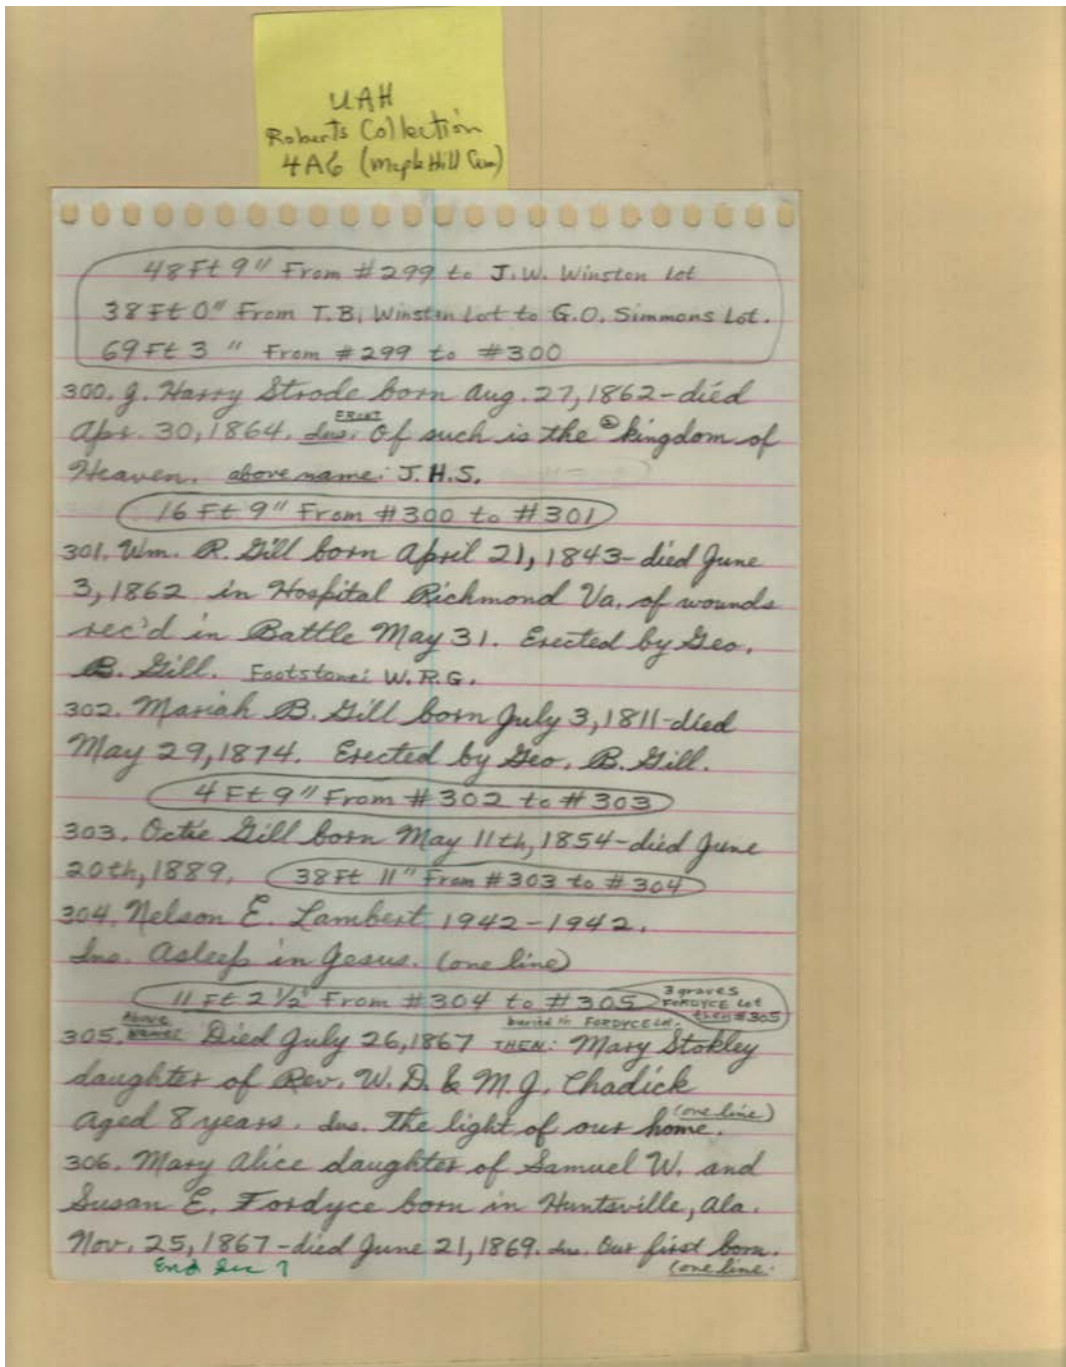 UAH
Roberts Collection
4A6 (Maple Hill Cem)
48 Ft 9" From #299 to J.W. Winston Lot
38 Ft 0" From T.B. Winston Lot to G.O. Simmons Lot.
69 Ft 3" From #299 to #300
300. J. Harry Strode born Aug. 27, 1862-died
FRONT
Apr. 30, 1864. Ins. Of such is the kingdom of
Heaven. above name: J.H.S.
16 Ft 9" From #300 to #301
301. Wm. R. Gill born April 21, 1843-died June
3, 1862 in Hospital Richmond Va. of wounds
rec'd in Battle May 31. Erected by Geo.
B. Gill. Footstone: W.R.G.
302. Mariah B. Gill born July 3, 1811-died
May 29, 1874. Erected by Geo. B. Gill.
4 Ft 9" From #302 to #303
303. Octie Gill born May 11th, 1854-died June
20th, 1889. 38 Ft 11" From #303 to #304
304. Nelson E. Lambert 1942-1942.
Ins. Asleep in Jesus. (one line)
11 Ft 2 1/2" From #304 to #305 3 graves
FORDYCE Lot
then #305
Above Name: buried in FORDYCE Lot.
305. Died July 26, 1867 THEN: Mary Stokley
daughter of Rev. W. D. & M. J. Chadick
Aged 8 years. Ins. The light of our home. (one line)
306. Mary Alice daughter of Samuel W. and
Susan E. Fordyce born in Huntsville, Ala.
Nov. 25, 1867-died June 21, 1869. Ins. Our first born.
End Sec 7 (one line.